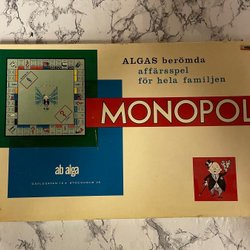 ALGAS berömda
affärsspel
för hela familjen
MONOPOL
ab alga